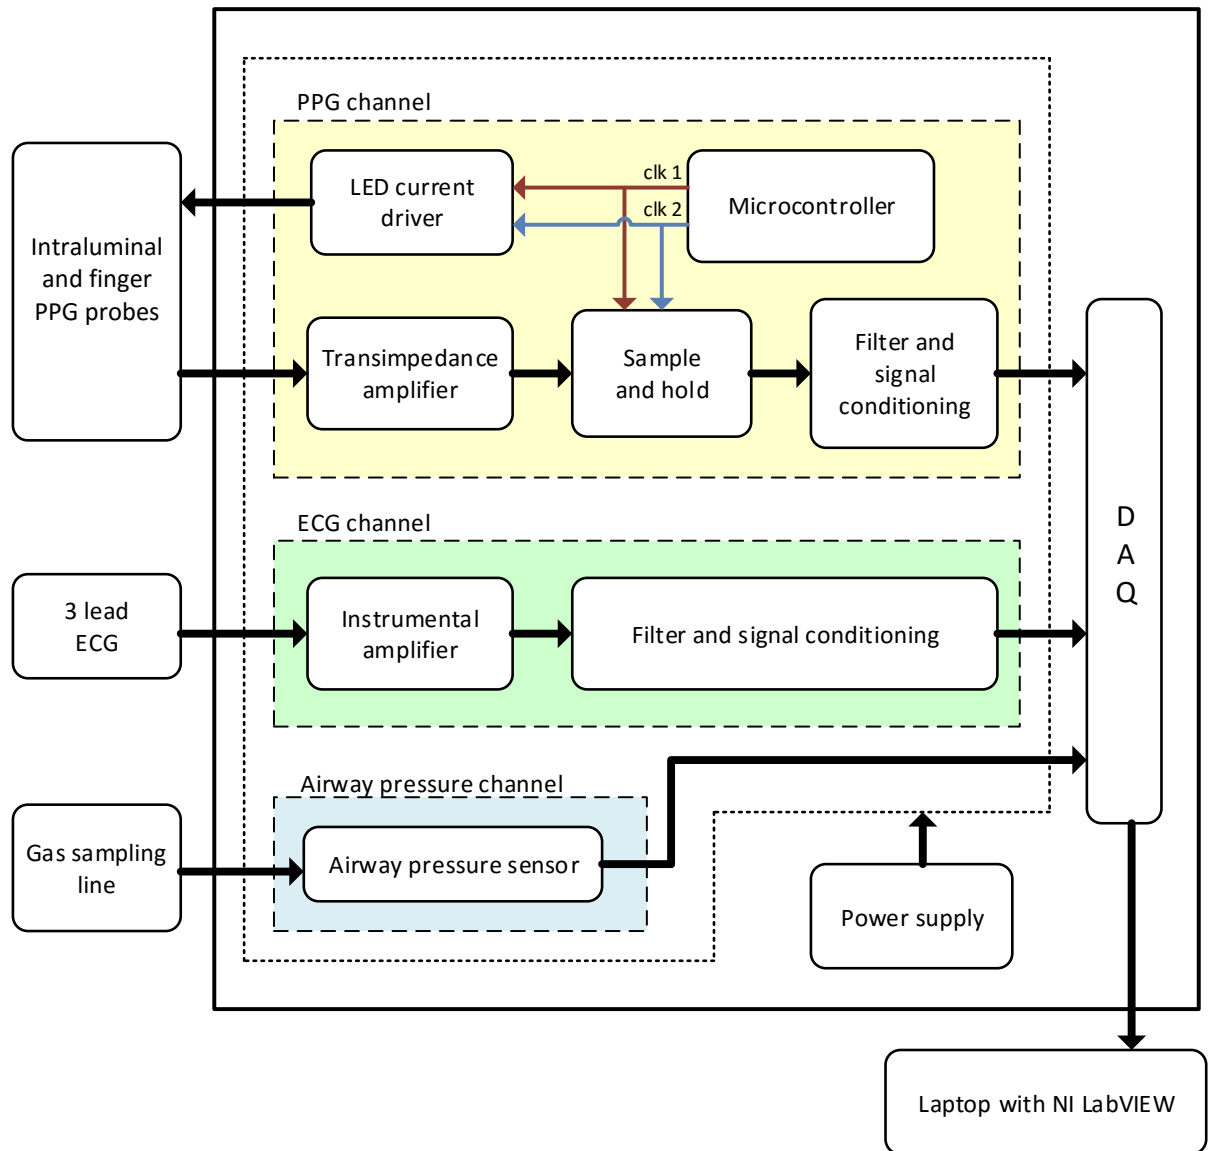 PPG channel
LED current
driver
clk 1
clk 2
Microcontroller
Intraluminal
and finger
PPG probes
Transimpedance
amplifier
Sample
and hold
Filter and
signal
conditioning
D
A
Q
ECG channel
3 lead
ECG
Instrumental
amplifier
Filter and signal conditioning
Airway pressure channel
Gas sampling
line
Airway pressure sensor
Power supply
Laptop with NI LabVIEW